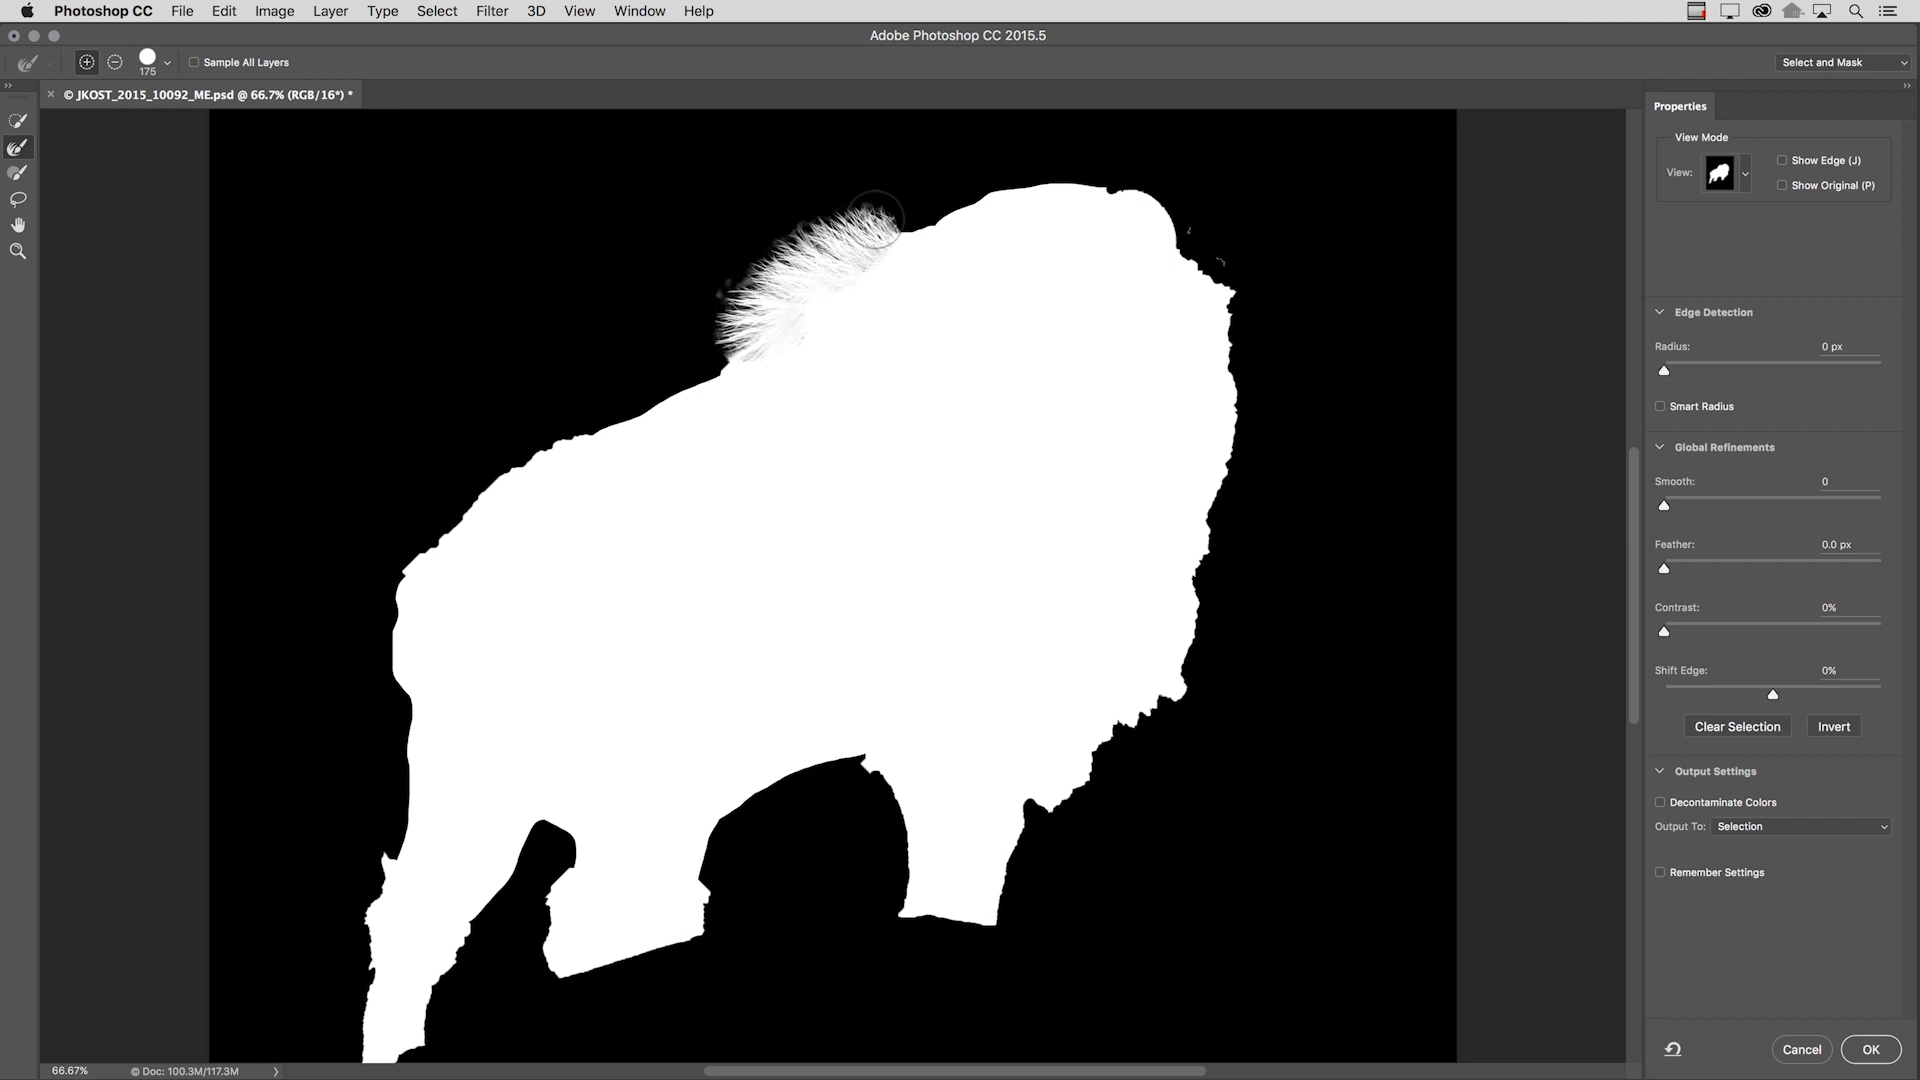 Photoshop CC File Edit Image Layer Type Select Filter 3D View Window Help
Adobe Photoshop CC 2015.5
175
Sample All Layers
Select and Mask
© JKOST_2015_10092_ME.psd @ 66.7% (RGB/16*) *
Properties
View Mode
View:
Show Edge (J)
Show Original (P)
Edge Detection
Radius: 0 px
Smart Radius
Global Refinements
Smooth: 0
Feather: 0.0 px
Contrast: 0%
Shift Edge: 0%
Clear Selection Invert
Output Settings
Decontaminate Colors
Output To: Selection
Remember Settings
Cancel OK
66.67% © Doc: 100.3M/117.3M